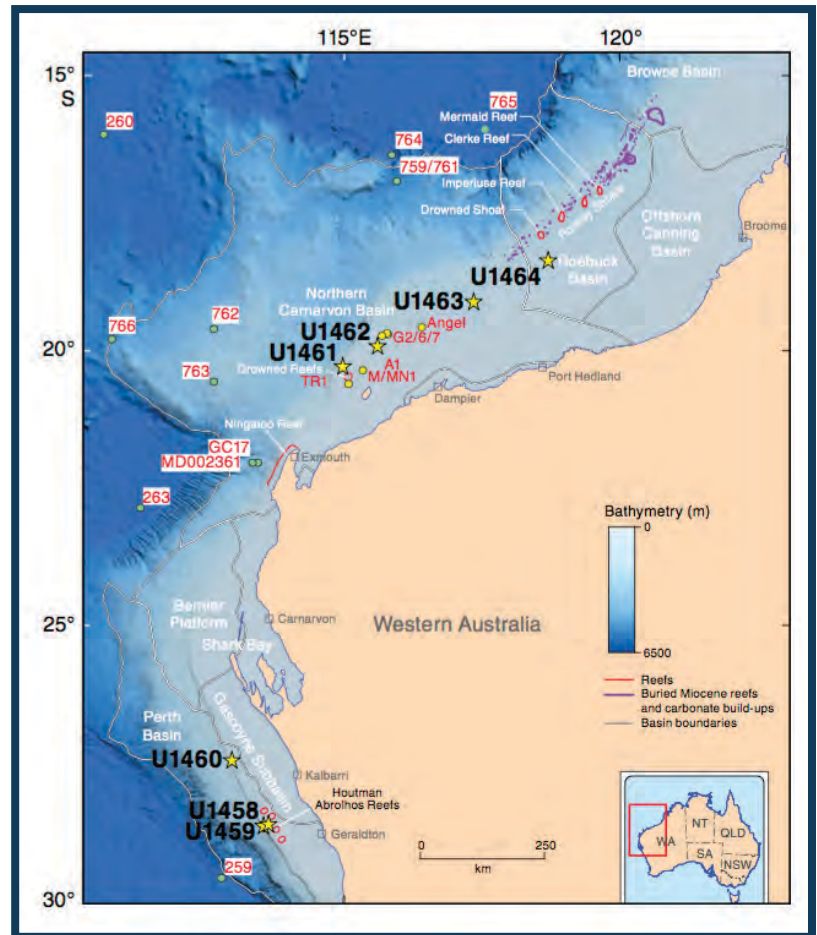 115°E
120°
15°
S
Browse Basin
765
Mermaid Reef
260
Clerke Reef
764
759/761
Imperiuse Reef
Drowned Shoal
Rowley Shoals
Offshore
Canning
Basin
Broome
U1464
Roebuck
Basin
Northern
Carnarvon Basin
U1463
762
Angel
766
U1462
G2/6/7
20°
U1461
A1
Drowned Reefs
M/MN1
763
TR1
Port Hedland
Dampier
Ningaloo Reef
GC17
Exmouth
MD002361
263
Bathymetry (m)
0
Bernier
Platform
Carnarvon
25°
Western Australia
Shark Bay
6500
Reefs
Buried Miocene reefs
and carbonate build-ups
Basin boundaries
Gascoyne Subbasin
Perth
Basin
U1460
Kalbarri
Houtman
Abrolhos Reefs
U1458
U1459
Geraldton
0
250
km
259
30°
NT
QLD
WA
SA
NSW